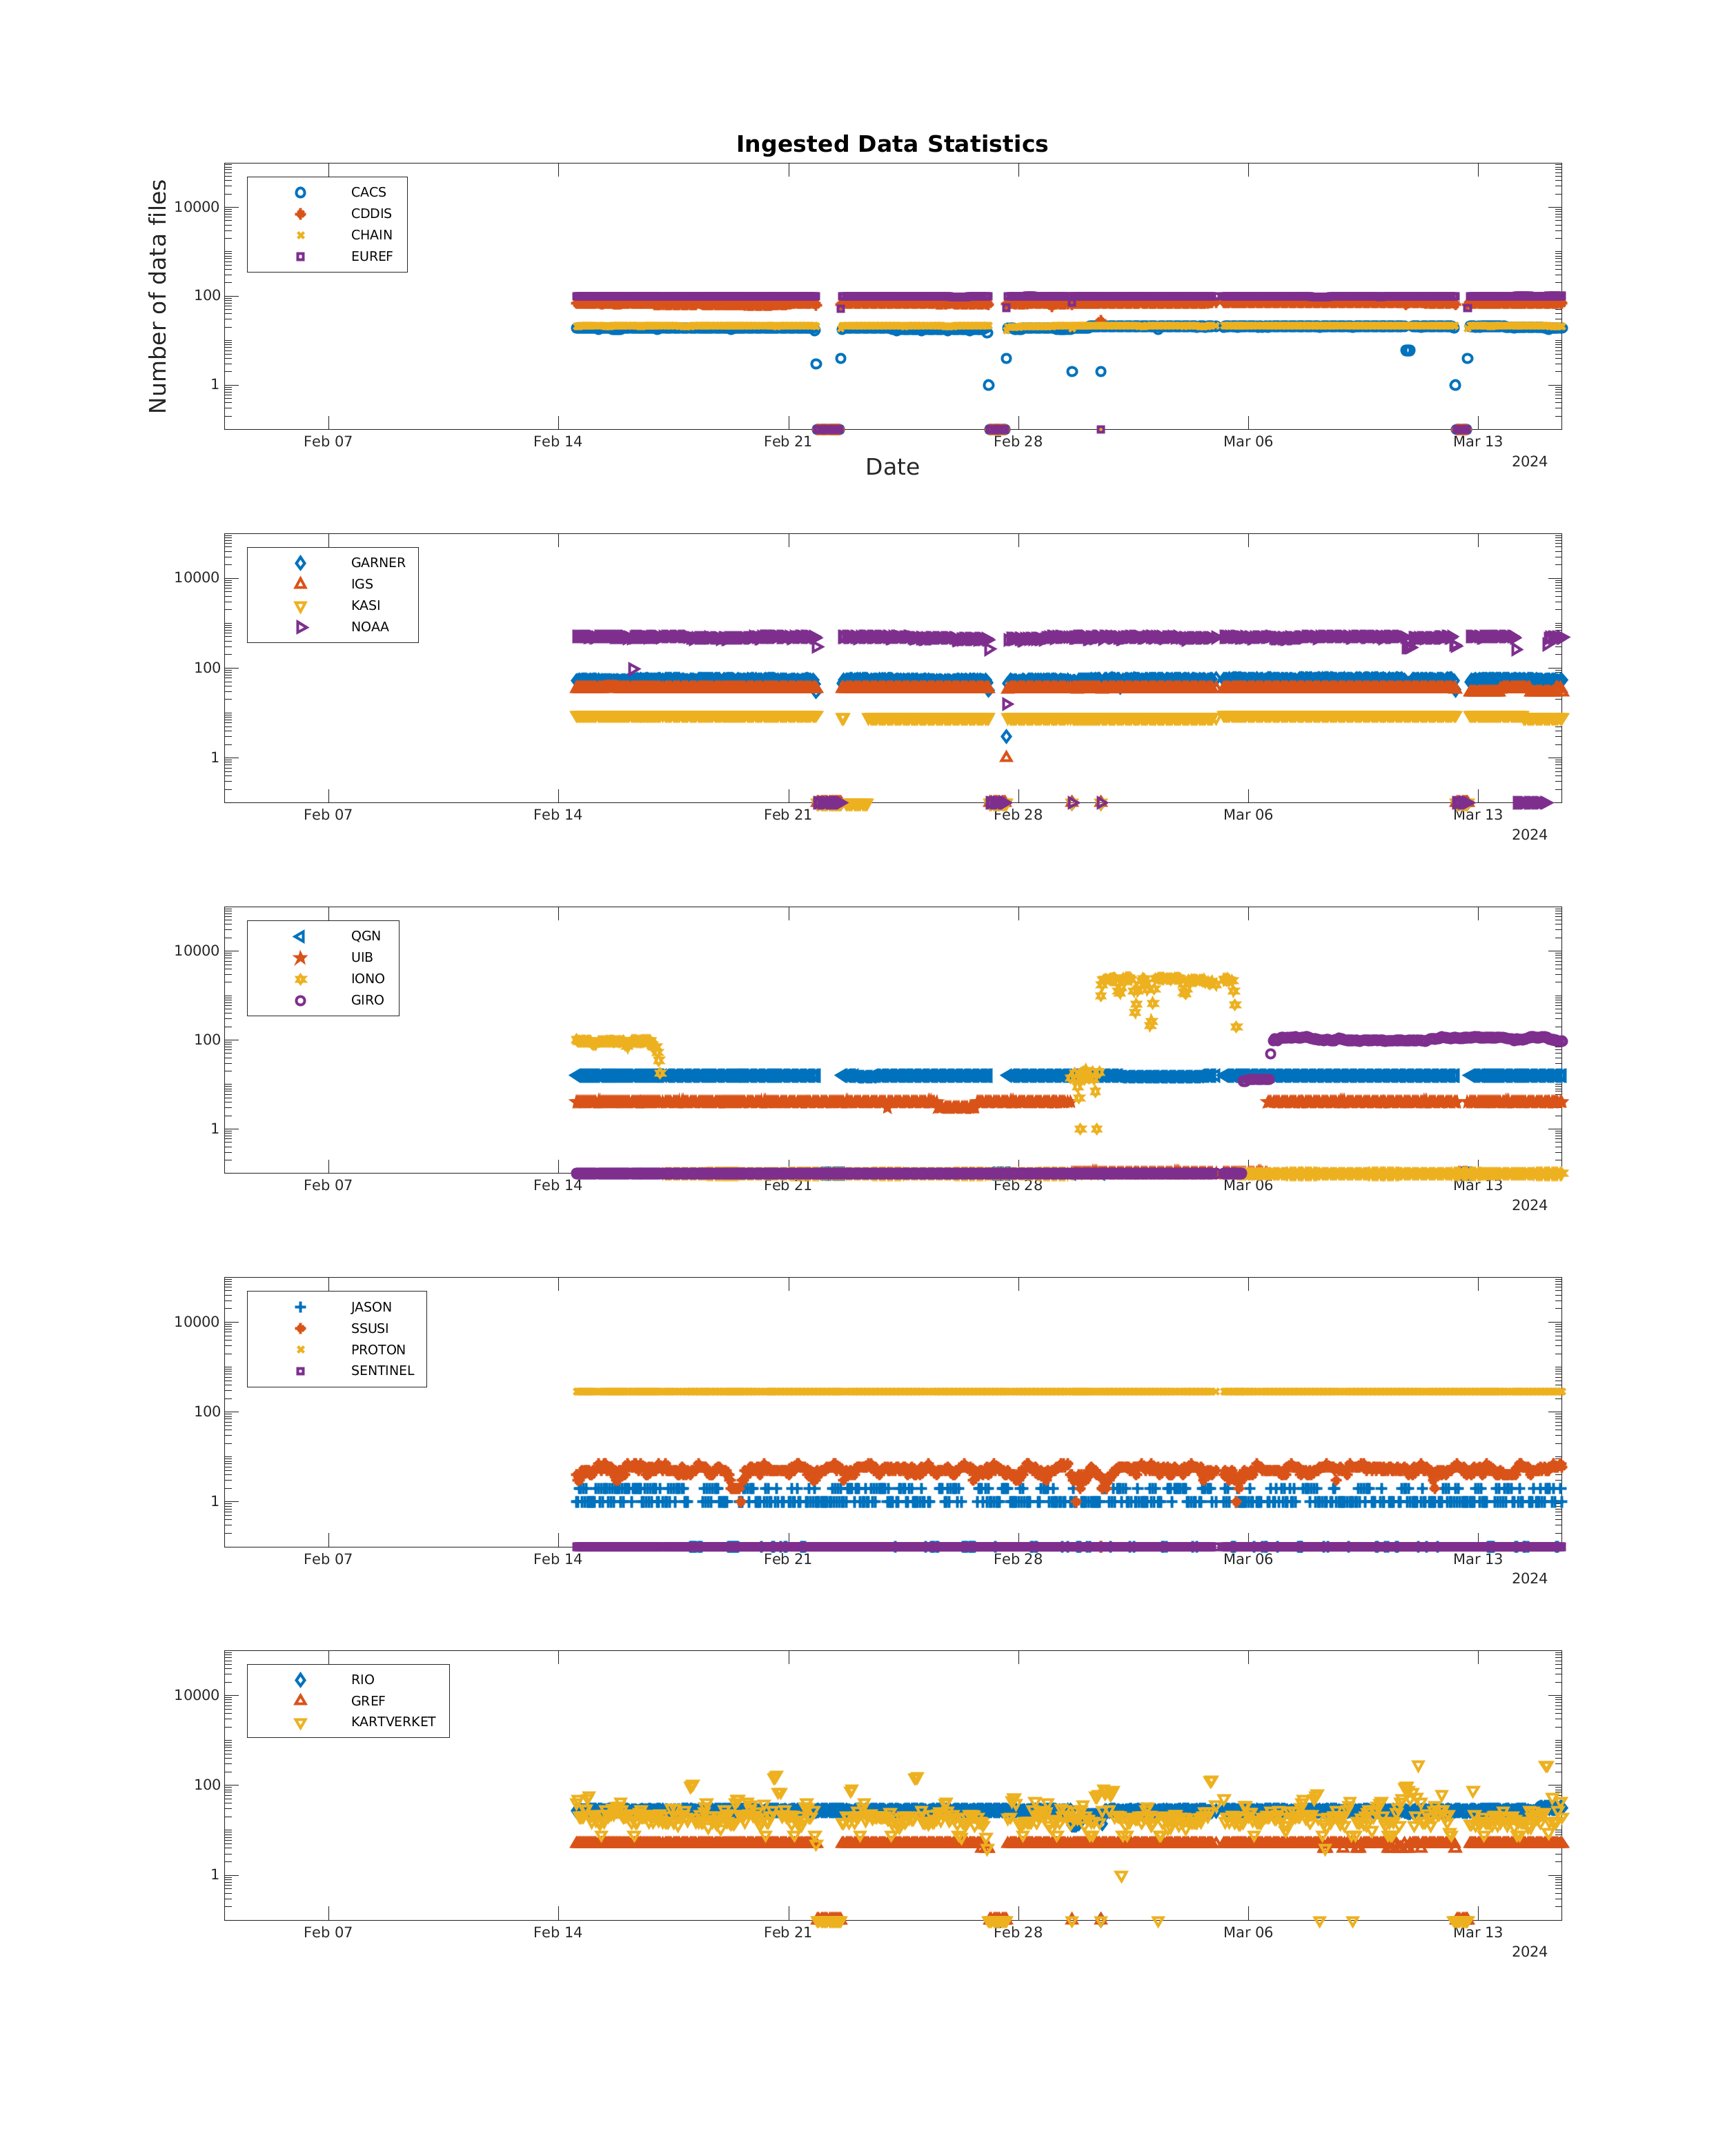 Ingested Data Statistics
Number of data files
CACS
CDDIS
CHAIN
EUREF
10000
100
1
Feb 07 Feb 14 Feb 21 Feb 28 Mar 06 Mar 13
2024
Date
GARNER
IGS
KASI
NOAA
10000
100
1
Feb 07 Feb 14 Feb 21 Feb 28 Mar 06 Mar 13
2024
QGN
UIB
IONO
GIRO
10000
100
1
Feb 07 Feb 14 Feb 21 Feb 28 Mar 06 Mar 13
2024
JASON
SSUSI
PROTON
SENTINEL
10000
100
1
Feb 07 Feb 14 Feb 21 Feb 28 Mar 06 Mar 13
2024
RIO
GREF
KARTVERKET
10000
100
1
Feb 07 Feb 14 Feb 21 Feb 28 Mar 06 Mar 13
2024